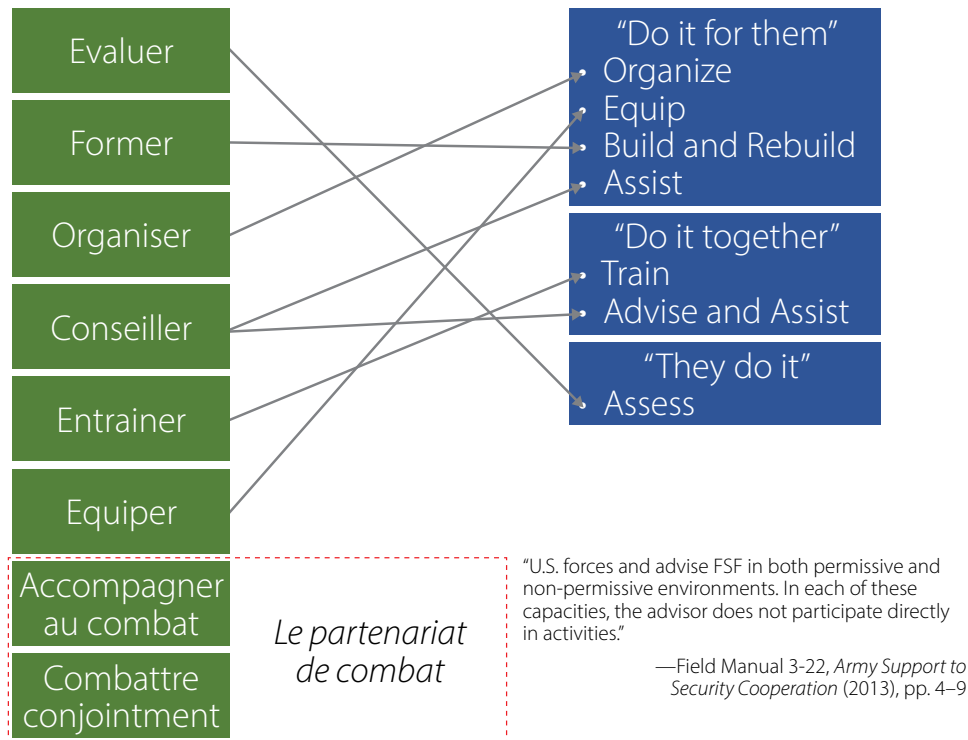 Evaluer
Former
Organiser
Conseiller
Entrainer
Equiper
Accompagner
au combat
Combattre
conjointment
Le partenariat
de combat
“Do it for them”
Organize
Equip
Build and Rebuild
Assist
“Do it together”
Train
Advise and Assist
“They do it”
Assess
“U.S. forces and advise FSF in both permissive and
non-permissive environments. In each of these
capacities, the advisor does not participate directly
in activities.”
—Field Manual 3-22, Army Support to
Security Cooperation (2013), pp. 4–9